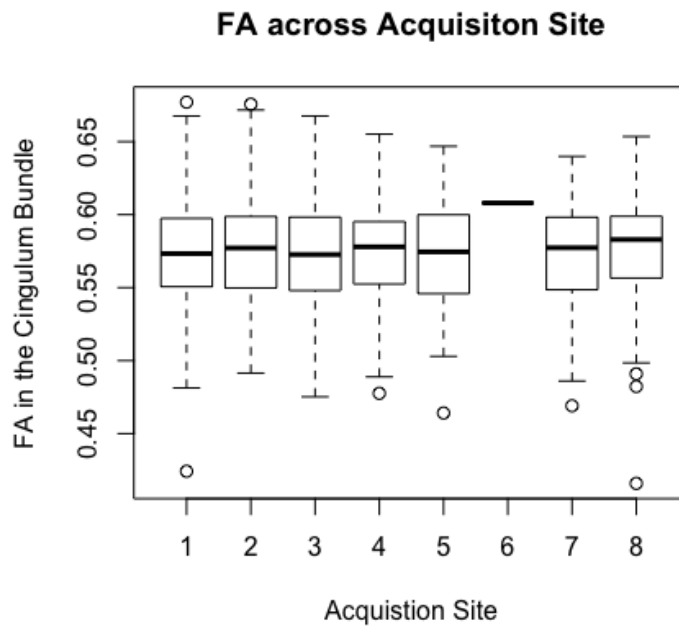 FA across Acquisiton Site
FA in the Cingulum Bundle
0.65
0.60
0.55
0.50
0.45
1 2 3 4 5 6 7 8
Acquistion Site